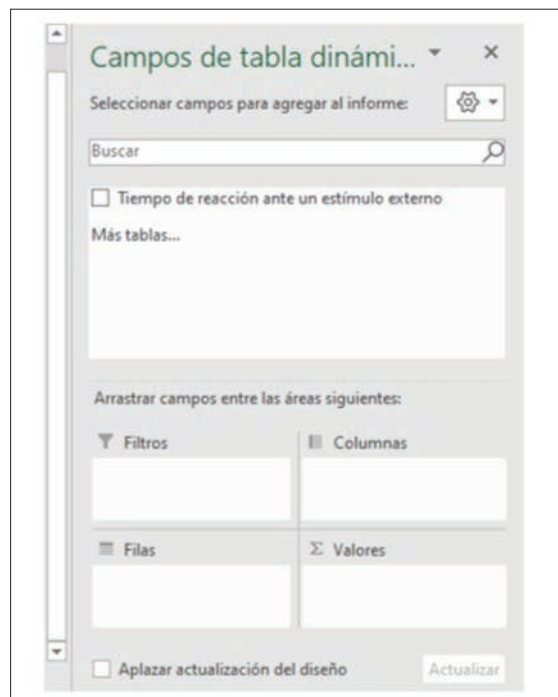 Campos de tabla dinámi...
Seleccionar campos para agregar al informe:
Buscar
Tiempo de reacción ante un estímulo externo
Más tablas...
Arrastrar campos entre las áreas siguientes:
Filtros
Columnas
Filas
Σ Valores
Aplazar actualización del diseño
Actualizar